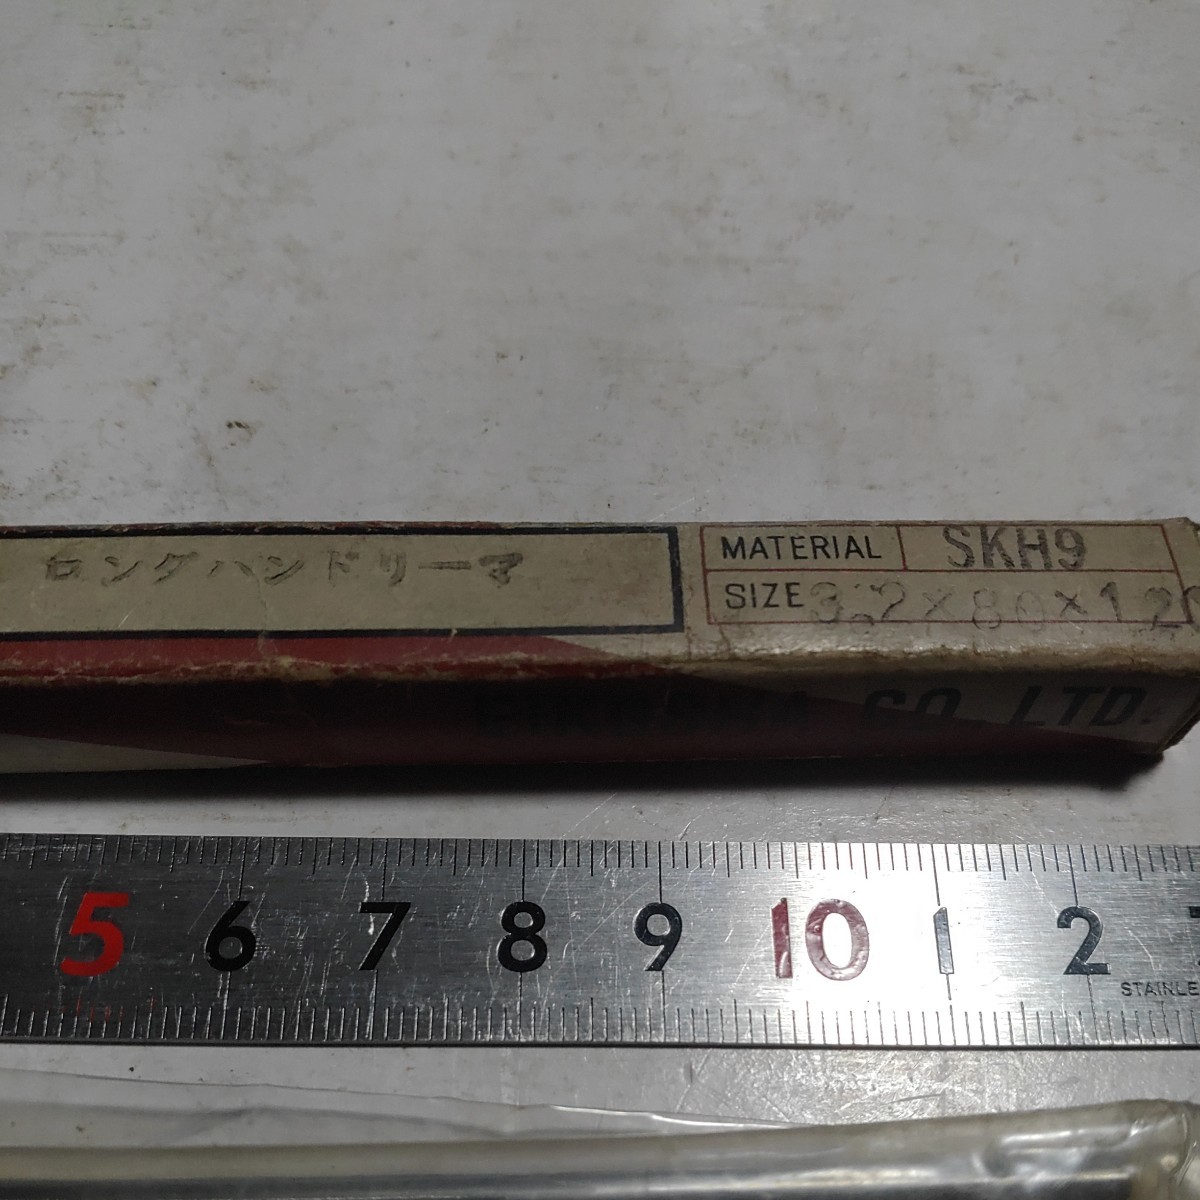 ロングハンドリーマ
MATERIAL SKH9
SIZE 3.2×80×120
CO. LTD.
5 6 7 8 9 10 1 2
STAINLE